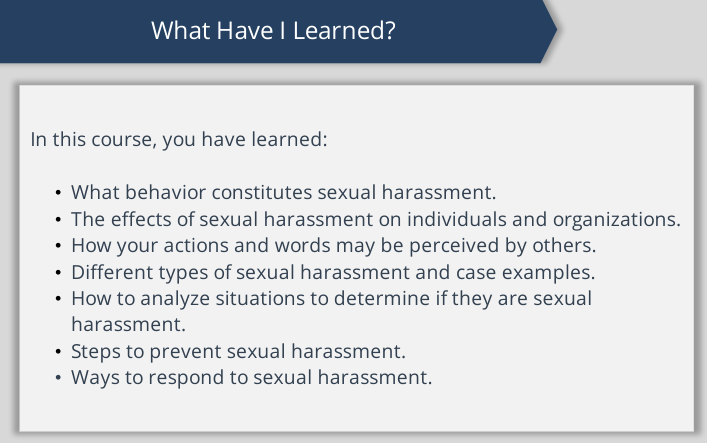 What Have I Learned?
In this course, you have learned:
• What behavior constitutes sexual harassment.
• The effects of sexual harassment on individuals and organizations.
• How your actions and words may be perceived by others.
• Different types of sexual harassment and case examples.
• How to analyze situations to determine if they are sexual
harassment.
• Steps to prevent sexual harassment.
• Ways to respond to sexual harassment.